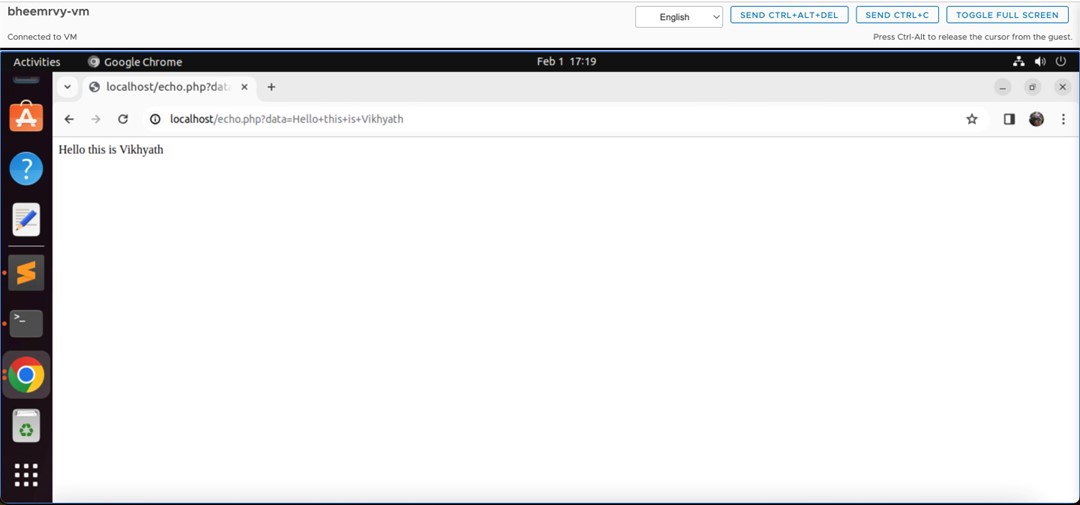 bheemrvy-vm
English
SEND CTRL+ALT+DEL
SEND CTRL+C
TOGGLE FULL SCREEN
Connected to VM
Press Ctrl-Alt to release the cursor from the guest.
Activities
Google Chrome
Feb 1 17:19
localhost/echo.php?dat
localhost/echo.php?data=Hello+this+is+Vikhyath
Hello this is Vikhyath